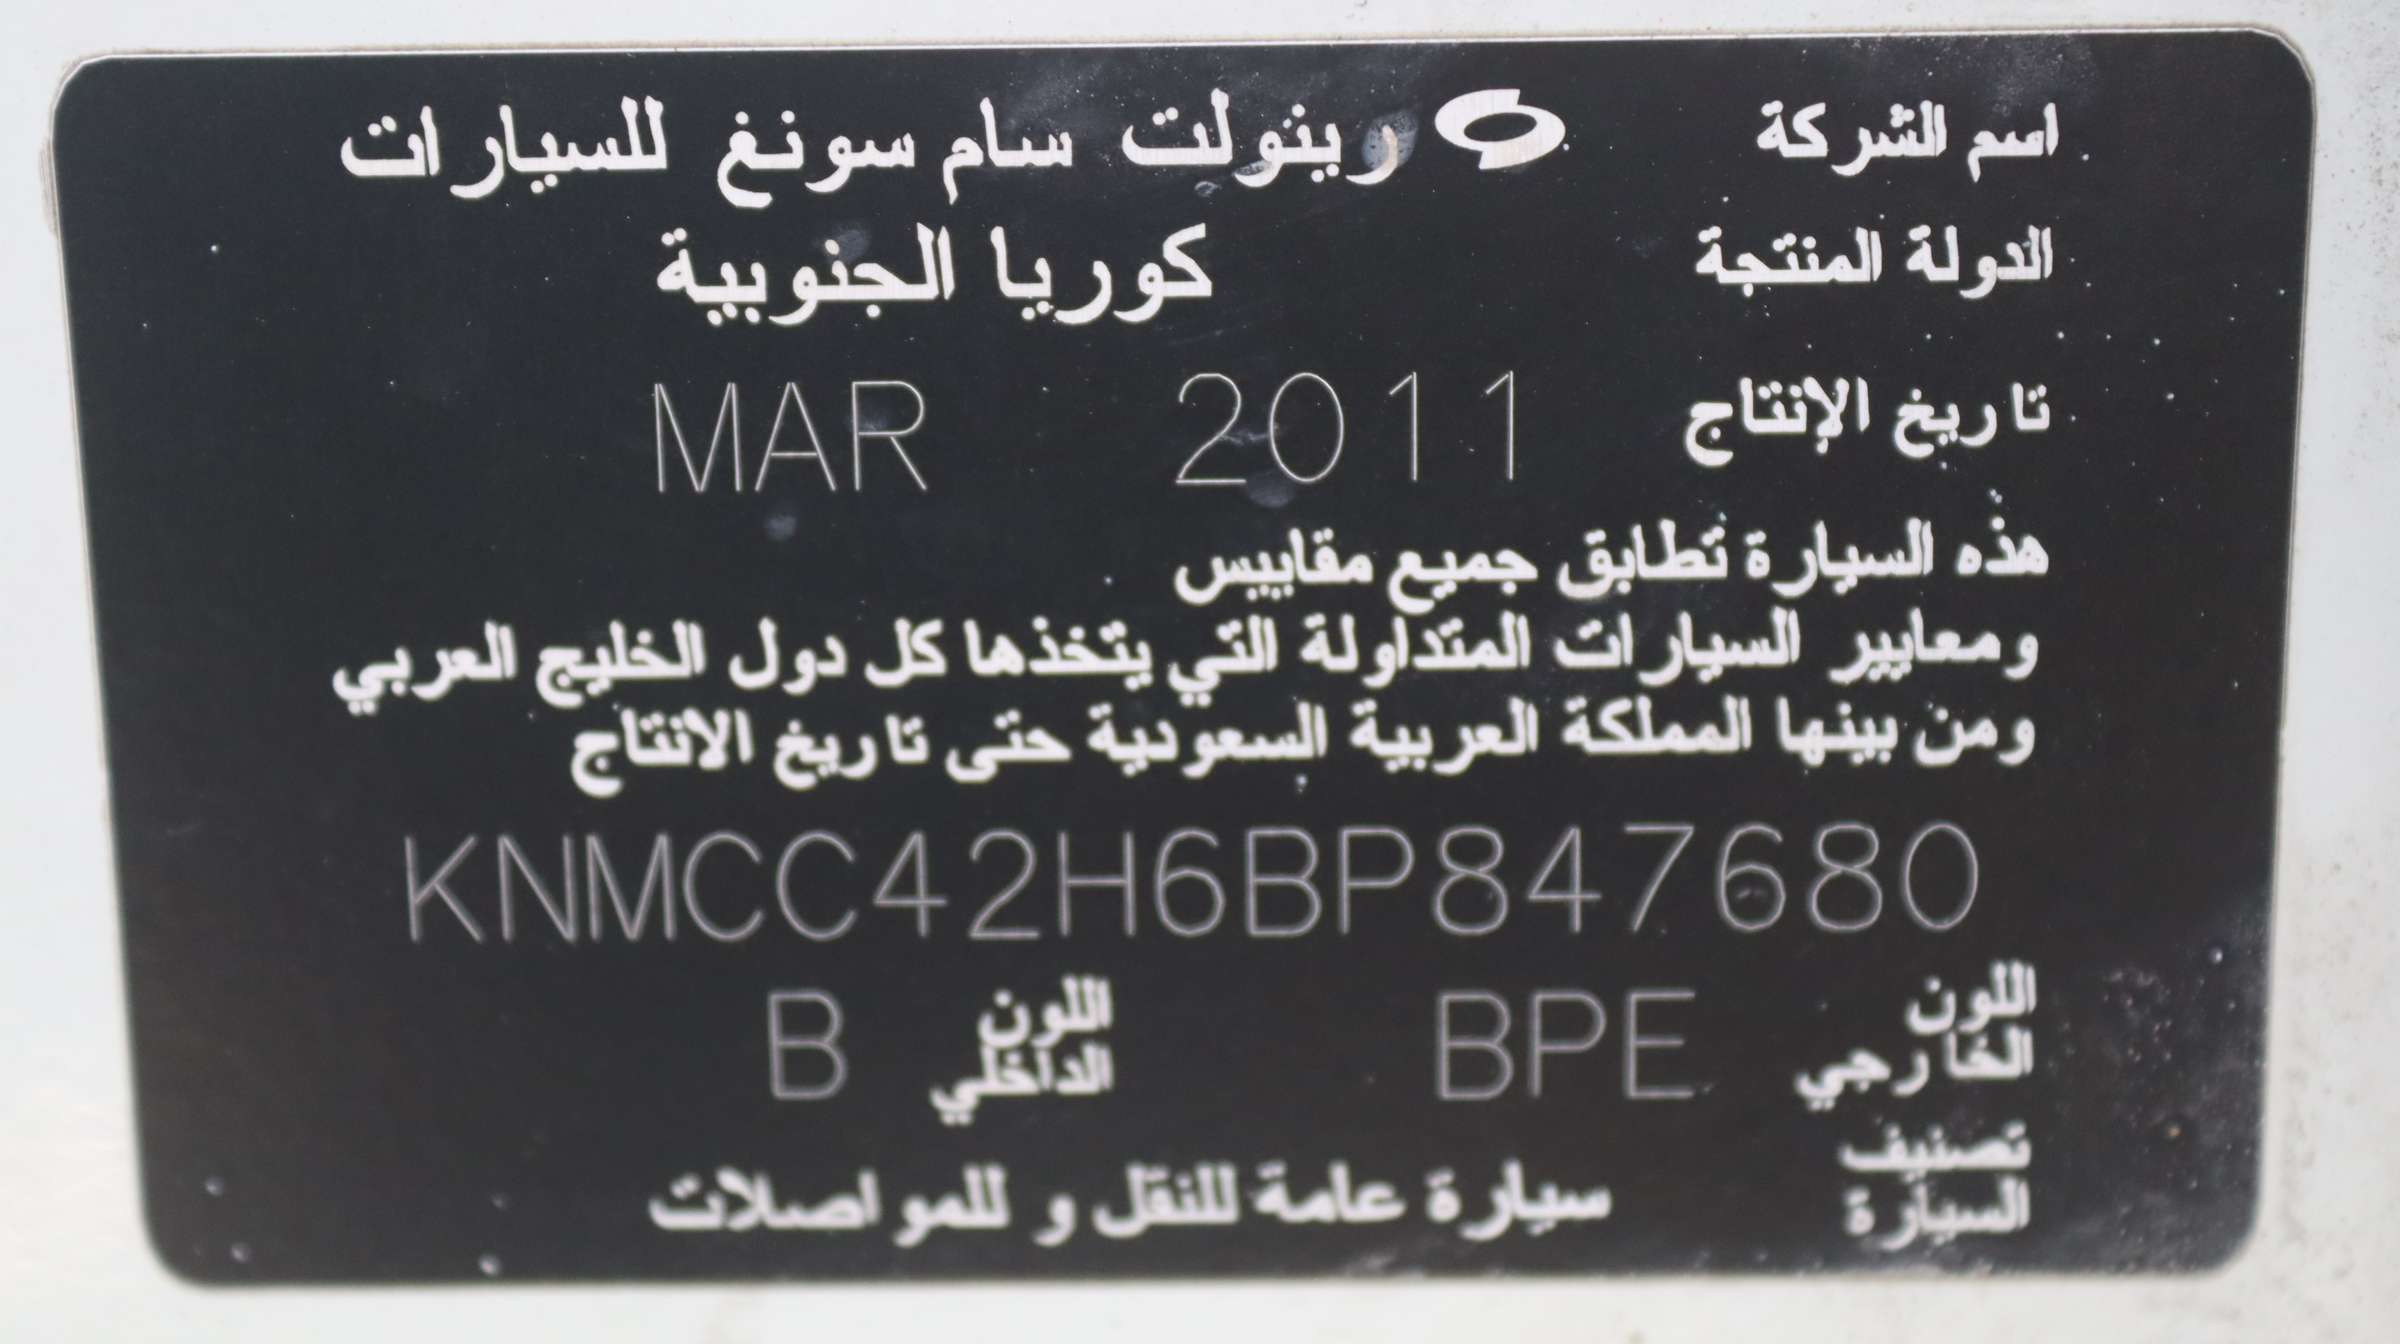 اسم الشركة رينولت سام سونغ للسيارات
الدولة المنتجة كوريا الجنوبية
تاريخ الإنتاج MAR 2011
هذه السيارة تطابق جميع مقاييس
ومعايير السيارات المتداولة التي يتخذها كل دول الخليج العربي
ومن بينها المملكة العربية السعودية حتى تاريخ الانتاج
KNMCC42H6BP847680
اللون الخارجي BPE اللون الداخلي B
تصنيف السيارة سيارة عامة للنقل و للمواصلات